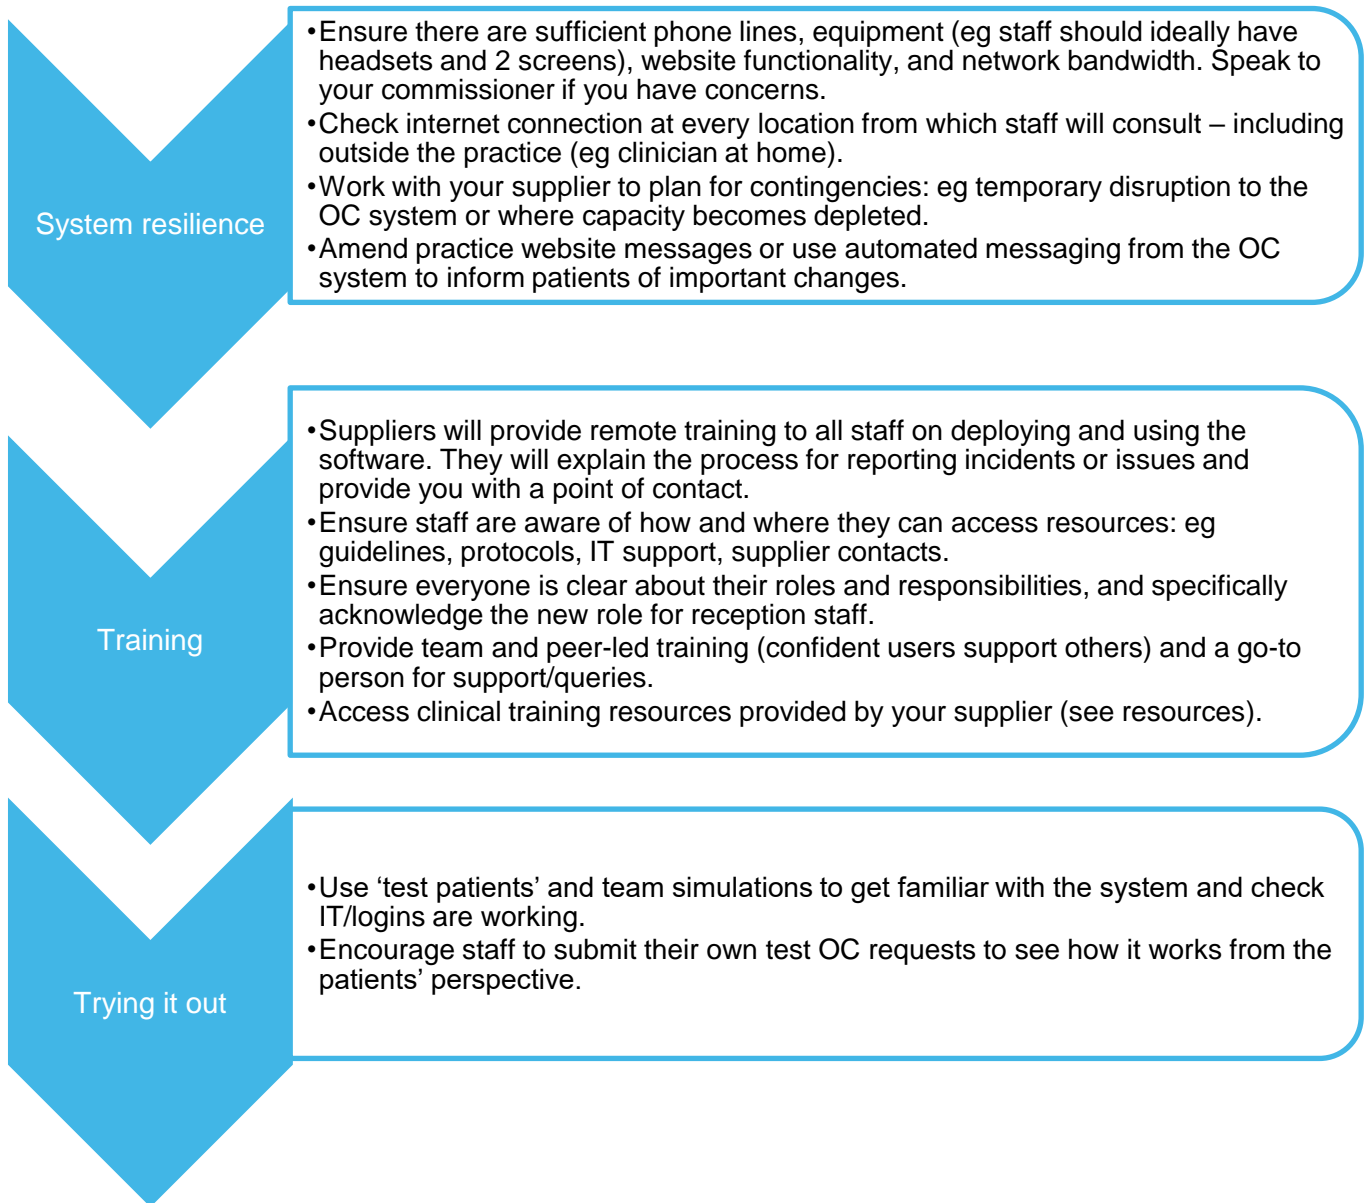 System resilience
•Ensure there are sufficient phone lines, equipment (eg staff should ideally have
headsets and 2 screens), website functionality, and network bandwidth. Speak to
your commissioner if you have concerns.
•Check internet connection at every location from which staff will consult – including
outside the practice (eg clinician at home).
•Work with your supplier to plan for contingencies: eg temporary disruption to the
OC system or where capacity becomes depleted.
•Amend practice website messages or use automated messaging from the OC
system to inform patients of important changes.
Training
•Suppliers will provide remote training to all staff on deploying and using the
software. They will explain the process for reporting incidents or issues and
provide you with a point of contact.
•Ensure staff are aware of how and where they can access resources: eg
guidelines, protocols, IT support, supplier contacts.
•Ensure everyone is clear about their roles and responsibilities, and specifically
acknowledge the new role for reception staff.
•Provide team and peer-led training (confident users support others) and a go-to
person for support/queries.
•Access clinical training resources provided by your supplier (see resources).
Trying it out
•Use ‘test patients’ and team simulations to get familiar with the system and check
IT/logins are working.
•Encourage staff to submit their own test OC requests to see how it works from the
patients’ perspective.